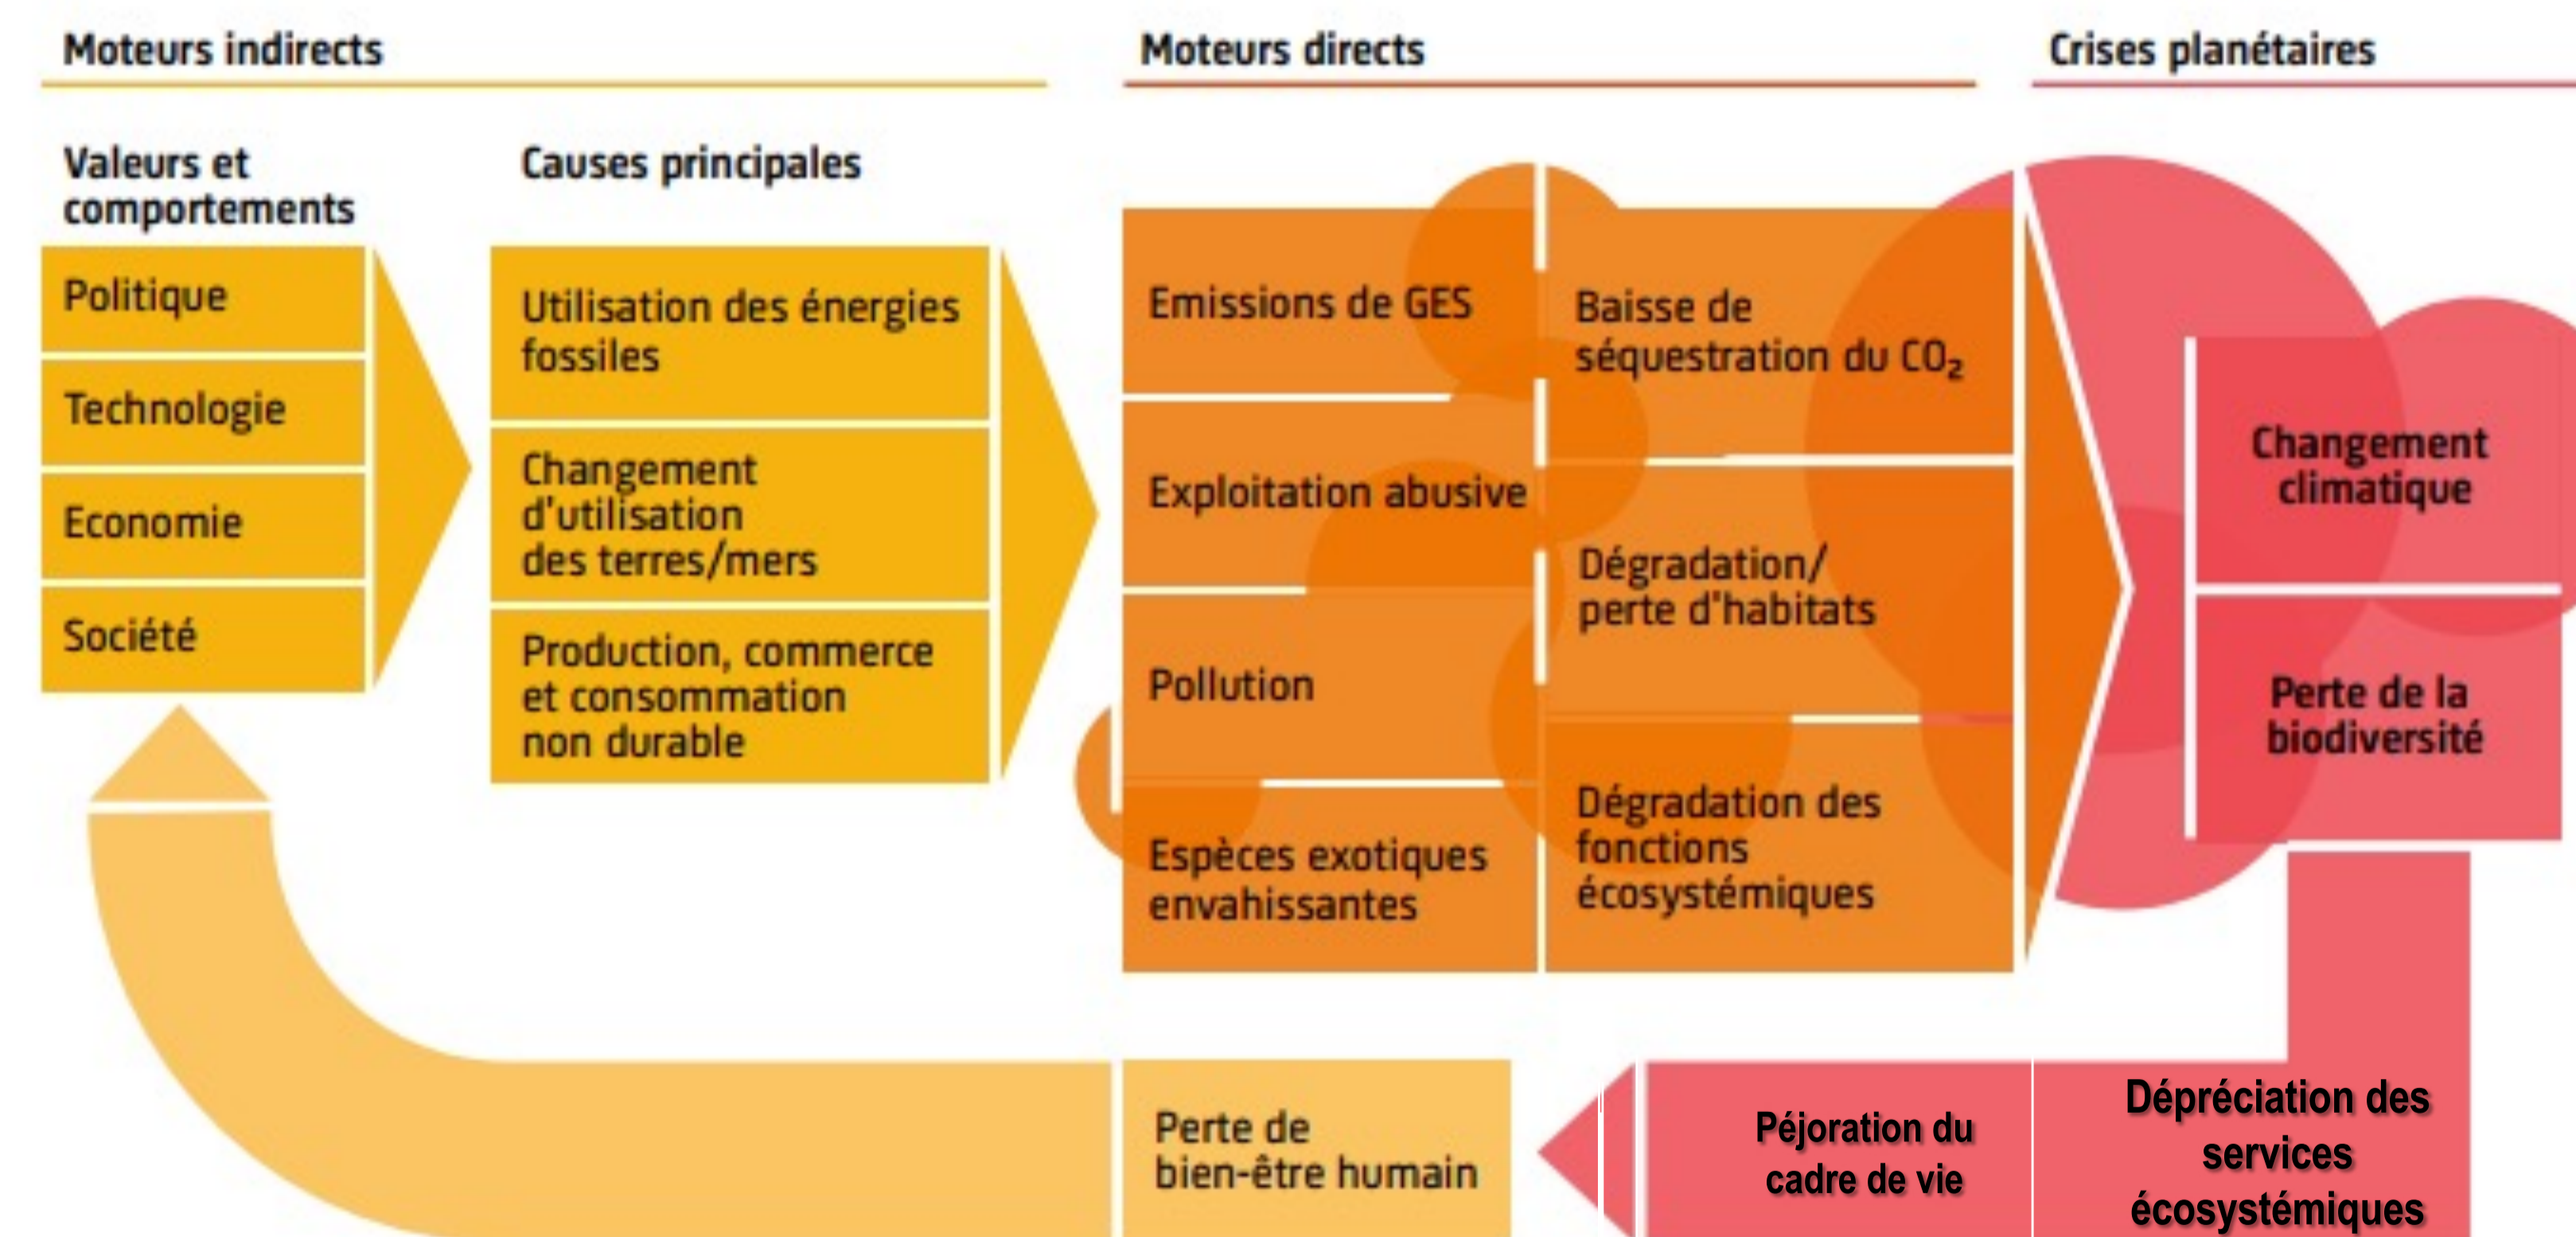 Moteurs indirects
Moteurs directs
Crises planétaires
Valeurs et
comportements
Politique
Technologie
Economie
Société
Causes principales
Utilisation des énergies
fossiles
Changement
d'utilisation
des terres/mers
Production, commerce
et consommation
non durable
Emissions de GES
Exploitation abusive
Pollution
Espèces exotiques
envahissantes
Baisse de
séquestration du CO₂
Dégradation/
perte d'habitats
Dégradation des
fonctions
écosystémiques
Changement
climatique
Perte de la
biodiversité
Dépréciation des
services
écosystémiques
Péjoration du
cadre de vie
Perte de
bien-être humain